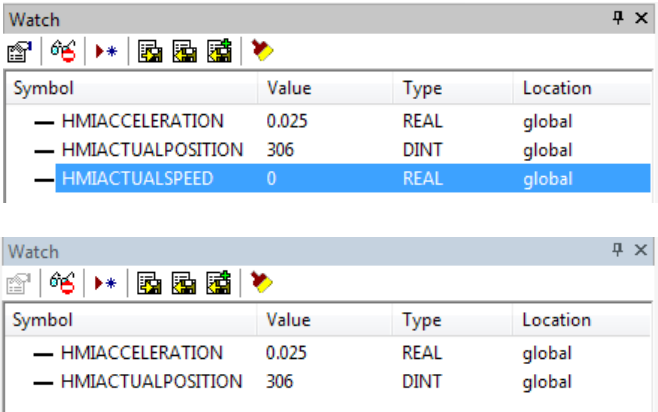 Watch
Symbol Value Type Location
HMIACCELERATION 0.025 REAL global
HMIACTUALPOSITION 306 DINT global
HMIACTUALSPEED 0 REAL global
Watch
Symbol Value Type Location
HMIACCELERATION 0.025 REAL global
HMIACTUALPOSITION 306 DINT global